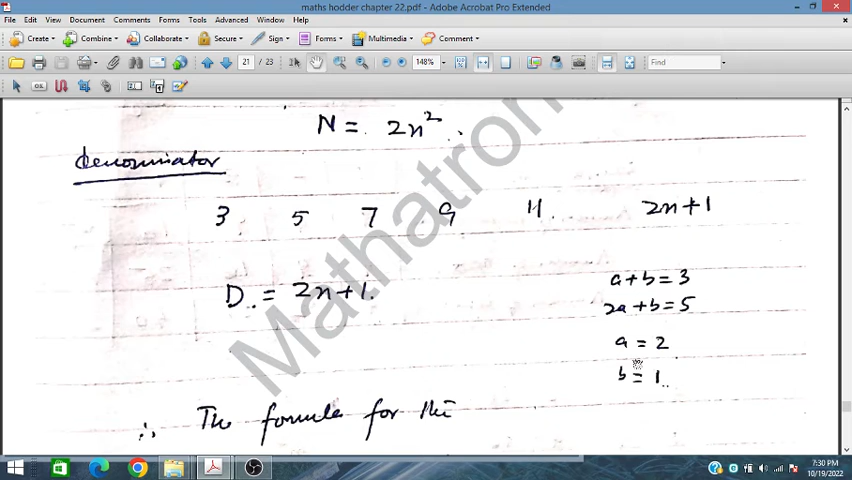 maths hodder chapter 22.pdf - Adobe Acrobat Pro Extended
File Edit View Document Comments Forms Tools Advanced Window Help
Create Combine Collaborate Secure Sign Forms Multimedia Comment
21 / 23 148% Find
N = 2n²
denominator
3 5 7 9 11 2n+1
a+b=3
D = 2n+1
2a+b=5
a = 2
b = 1
∴ The formula for the
Mathatron
7:30 PM
10/19/2022